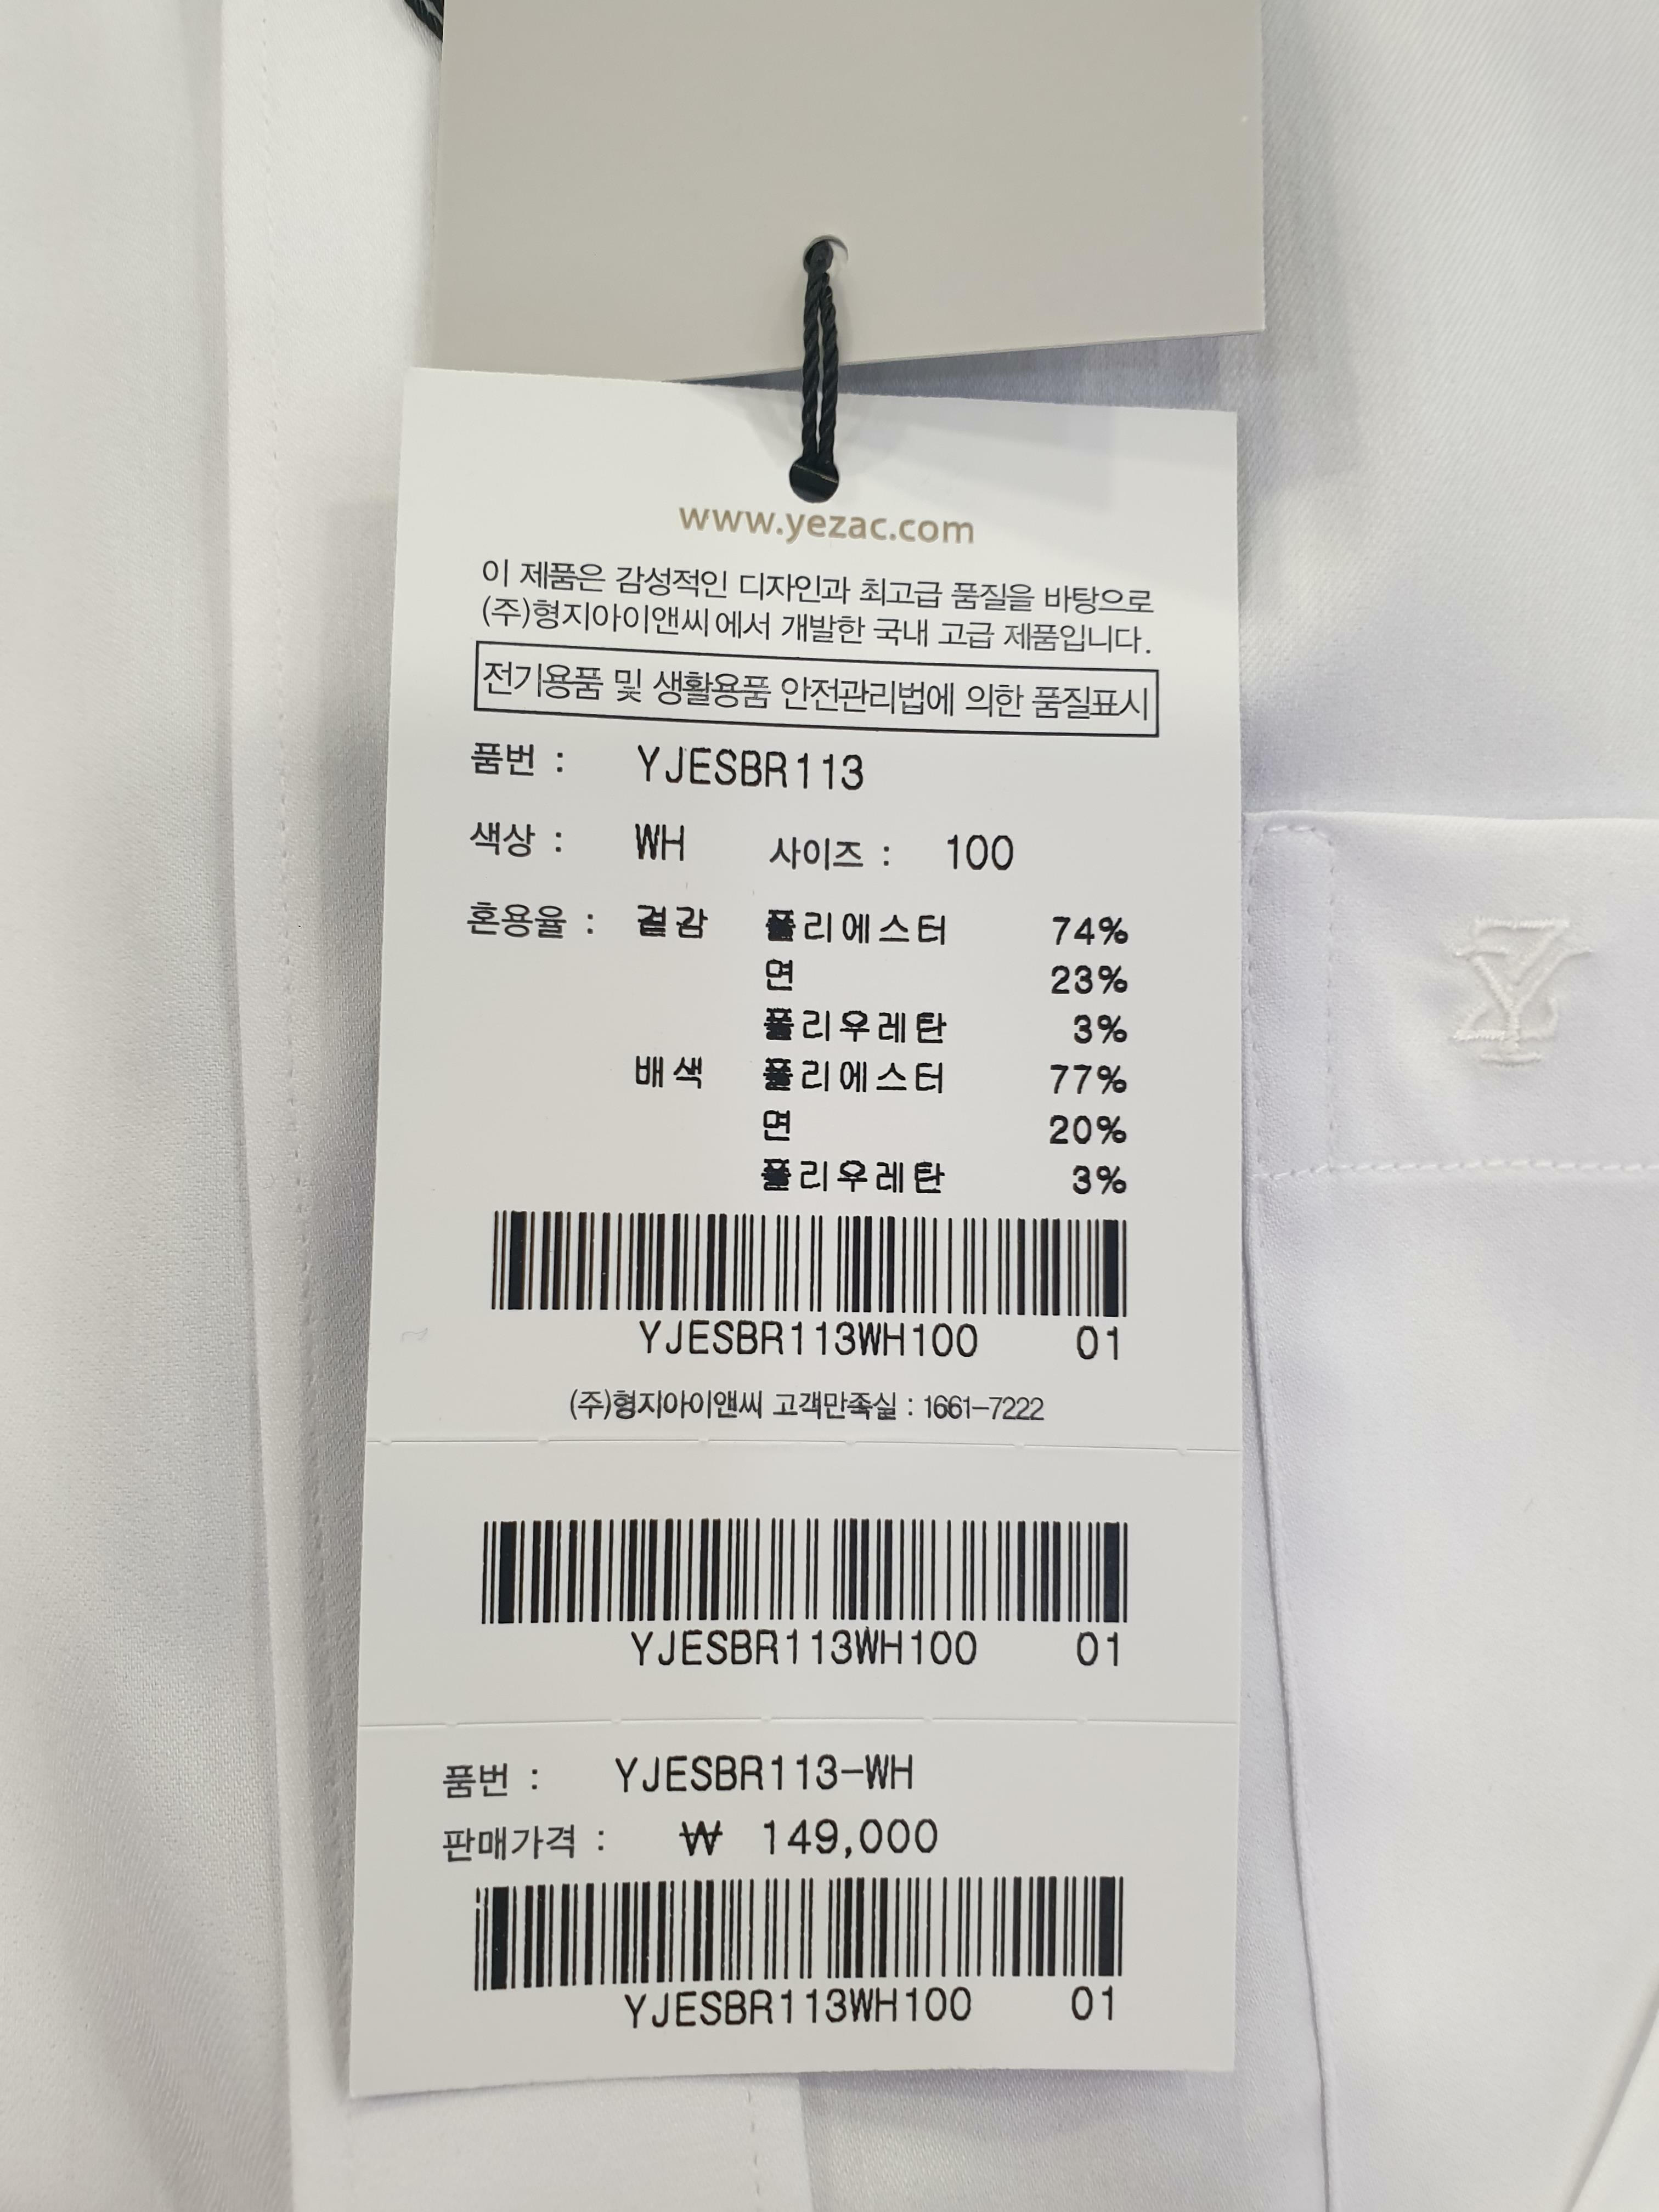 www.yezac.com
이 제품은 감성적인 디자인과 최고급 품질을 바탕으로
(주)형지아이앤씨에서 개발한 국내 고급 제품입니다.
전기용품 및 생활용품 안전관리법에 의한 품질표시
품번 : YJESBR113
색상 : WH 사이즈 : 100
혼용율 : 겉감 폴리에스터 74%
면 23%
폴리우레탄 3%
배색 폴리에스터 77%
면 20%
폴리우레탄 3%
YJESBR113WH100 01
(주)형지아이앤씨 고객만족실 : 1661-7222
YJESBR113WH100 01
품번 : YJESBR113-WH
판매가격 : ₩ 149,000
YJESBR113WH100 01
YZ